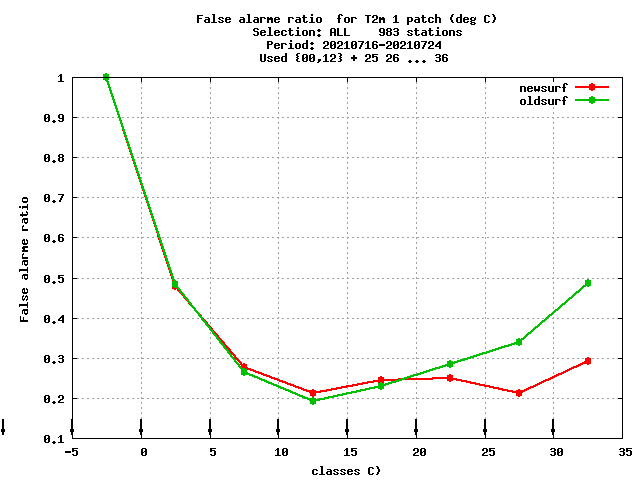 False alarme ratio  for T2m 1 patch (deg C)
Selection: ALL    983 stations
Period: 20210716-20210724
Used {00,12} + 25 26 ... 36
newsurf
oldsurf
False alarme ratio
1
0.9
0.8
0.7
0.6
0.5
0.4
0.3
0.2
0.1
-5 0 5 10 15 20 25 30 35
classes C)